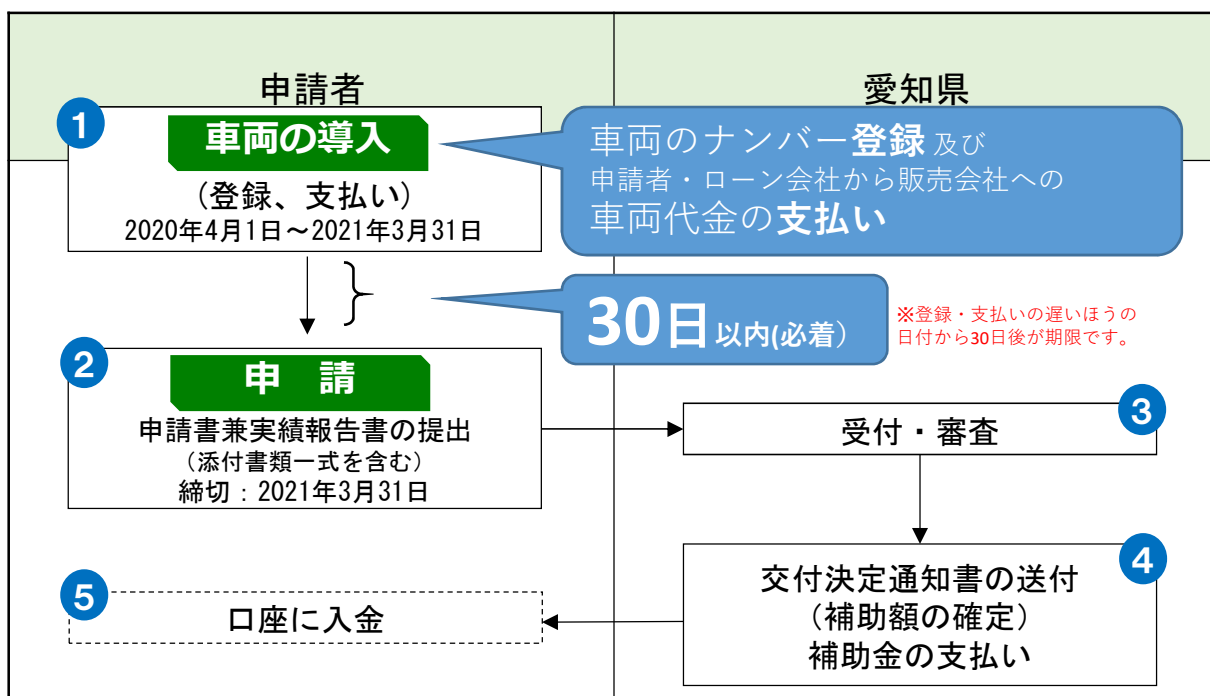 申請者
愛知県
1
車両の導入
(登録、支払い)
2020年4月1日～2021年3月31日
車両のナンバー登録 及び
申請者・ローン会社から販売会社への
車両代金の支払い
30日以内(必着）
※登録・支払いの遅いほうの
日付から30日後が期限です。
2
申　請
申請書兼実績報告書の提出
（添付書類一式を含む）
締切：2021年3月31日
3
受付・審査
4
交付決定通知書の送付
（補助額の確定）
補助金の支払い
5
口座に入金